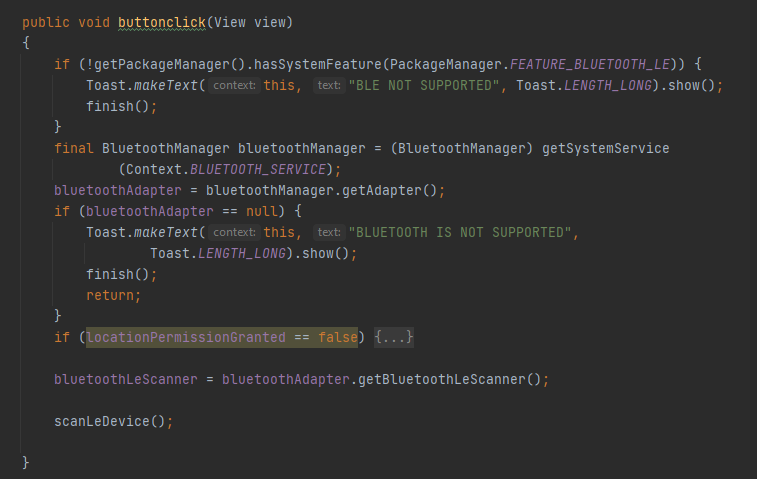 public void buttonclick(View view)
{
if (!getPackageManager().hasSystemFeature(PackageManager.FEATURE_BLUETOOTH_LE)) {
Toast.makeText( context: this, text: "BLE NOT SUPPORTED", Toast.LENGTH_LONG).show();
finish();
}
final BluetoothManager bluetoothManager = (BluetoothManager) getSystemService
(Context.BLUETOOTH_SERVICE);
bluetoothAdapter = bluetoothManager.getAdapter();
if (bluetoothAdapter == null) {
Toast.makeText( context: this, text: "BLUETOOTH IS NOT SUPPORTED",
Toast.LENGTH_LONG).show();
finish();
return;
}
if (locationPermissionGranted == false) {...}
bluetoothLeScanner = bluetoothAdapter.getBluetoothLeScanner();
scanLeDevice();
}